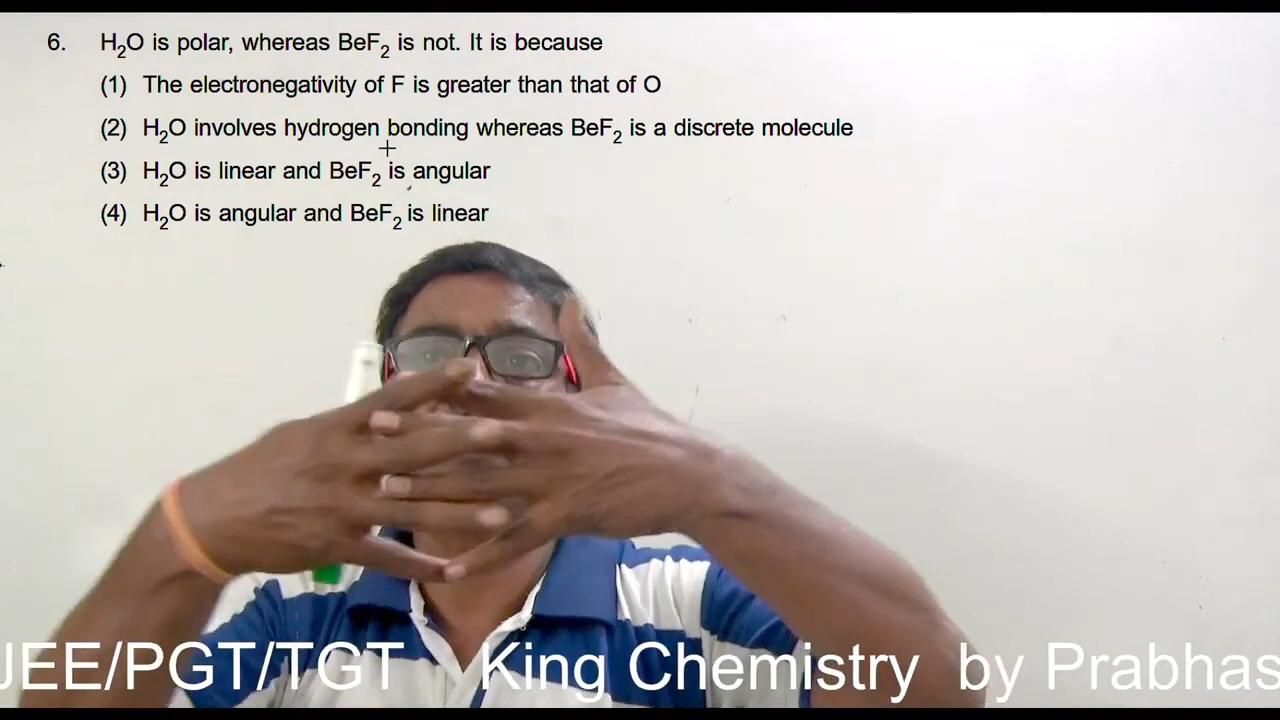 6. H₂O is polar, whereas BeF₂ is not. It is because
(1) The electronegativity of F is greater than that of O
(2) H₂O involves hydrogen bonding whereas BeF₂ is a discrete molecule
(3) H₂O is linear and BeF₂ is angular
(4) H₂O is angular and BeF₂ is linear
JEE/PGT/TGT King Chemistry by Prabhas